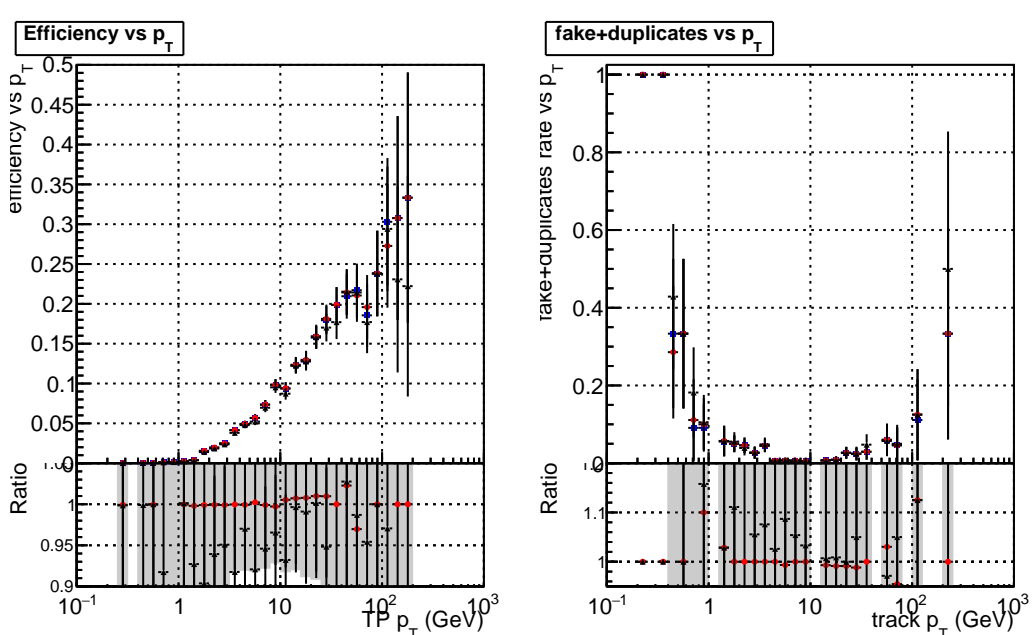 Efficiency vs p_T
efficiency vs p_T
0.5
0.45
0.4
0.35
0.3
0.25
0.2
0.15
0.1
0.05
Ratio
1
0.95
0.9
10^−1 1 10 10^2 10^3
TP p_T (GeV)
fake+duplicates vs p_T
fake+duplicates rate vs p_T
1
0.8
0.6
0.4
0.2
0
Ratio
1.1
1
10^−1 1 10 10^2 10^3
track p_T (GeV)